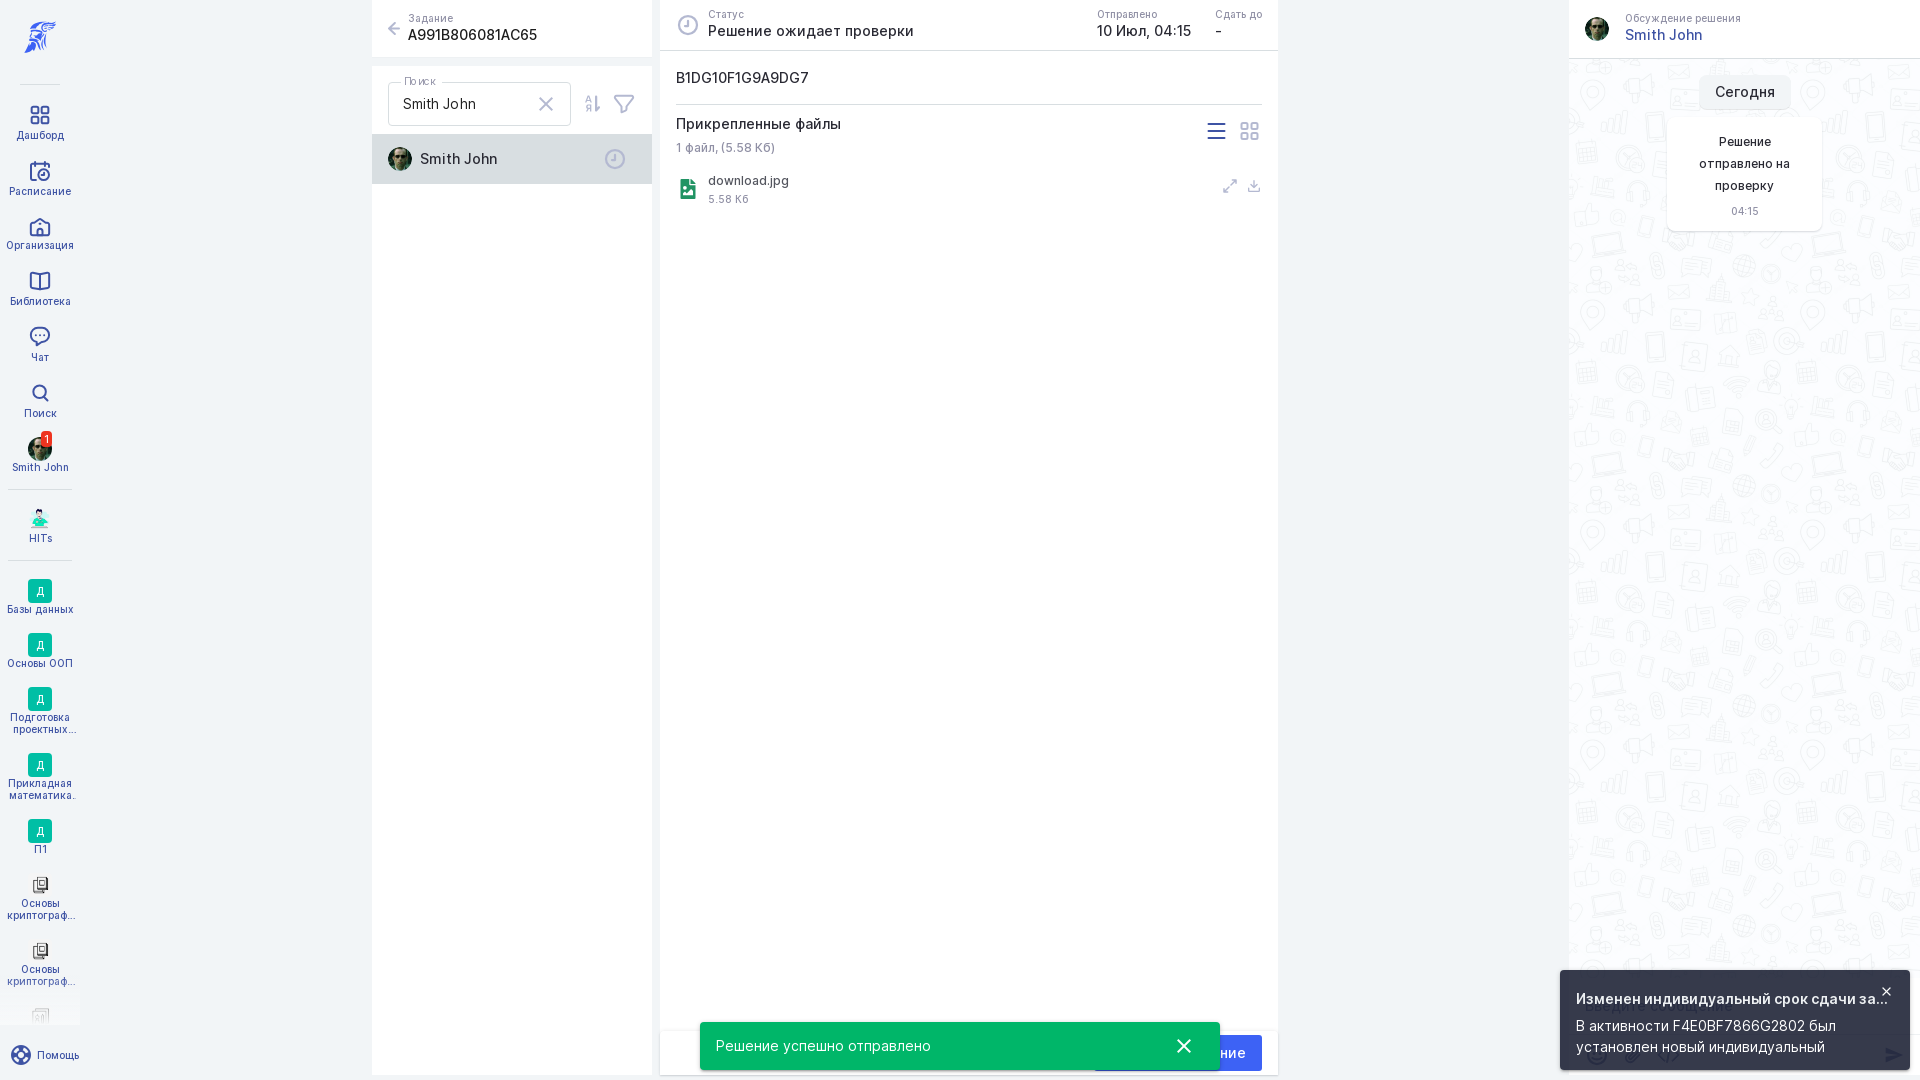 Дашборд
Расписание
Организация
Библиотека
Чат
Поиск
1
Smith John
HITs
Д
Базы данных
Д
Основы ООП
Д
Подготовка
проектных...
Д
Прикладная
математика.
Д
П1
Основы
криптограф...
Основы
криптограф...
Помощь
Задание
A991B806081AC65
Поиск
Smith John
А
Я
Smith John
Статус
Решение ожидает проверки
Отправлено
10 Июл, 04:15
Сдать до
-
B1DG10F1G9A9DG7
Прикрепленные файлы
1 файл, (5.58 Кб)
download.jpg
5.58 Кб
Решение успешно отправлено
ние
Обсуждение решения
Smith John
Сегодня
Решение
отправлено на
проверку
04:15
Изменен индивидуальный срок сдачи за...
В активности F4E0BF7866G2802 был
установлен новый индивидуальный